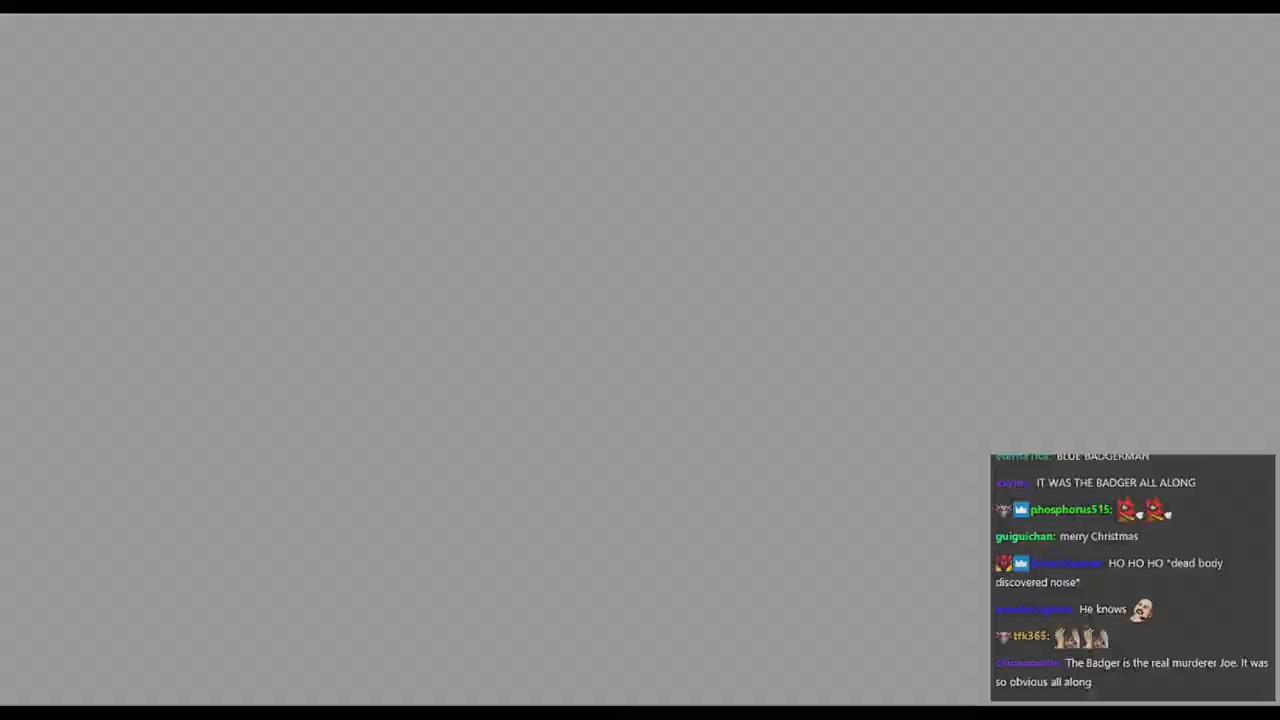 BLUE BADGERMAN
IT WAS THE BADGER ALL ALONG
phosphorus515:
guiguichan: merry Christmas
HO HO HO *dead body
discovered noise*
He knows
tfk365:
The Badger is the real murderer Joe. It was
so obvious all along